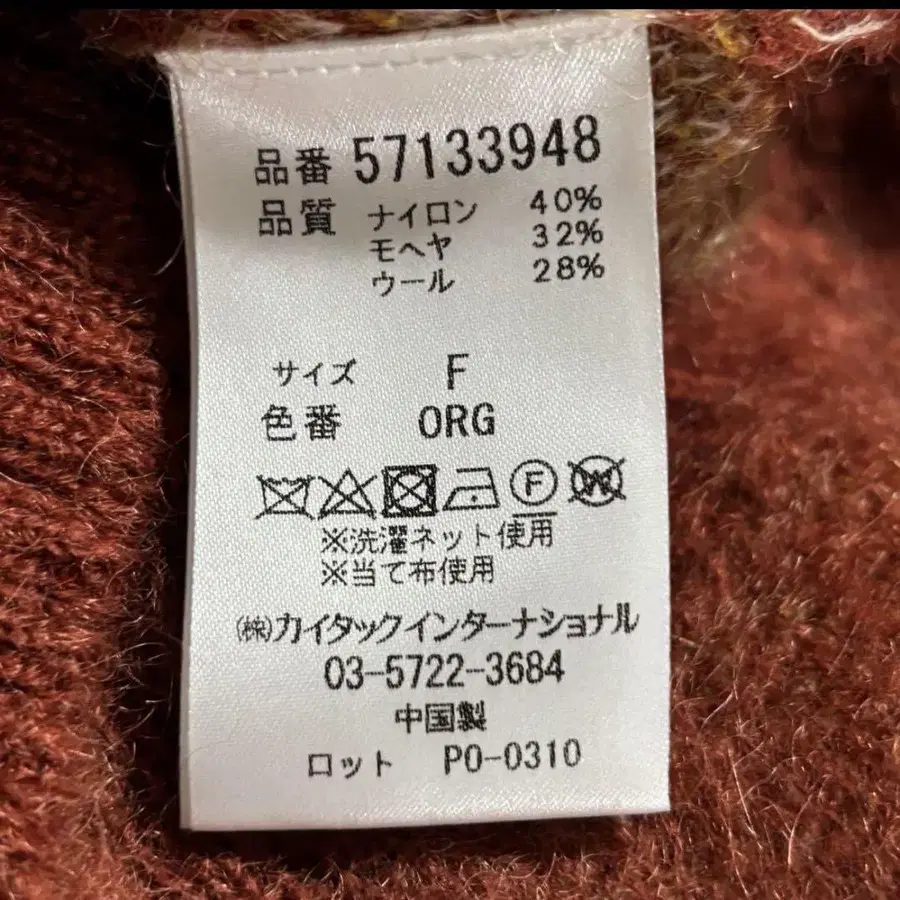 品番 57133948
品質 ナイロン 40%
モヘヤ 32%
ウール 28%
サイズ F
色番 ORG
F W
※洗濯ネット使用
※当て布使用
㈱カイタックインターナショナル
03-5722-3684
中国製
ロット PO-0310